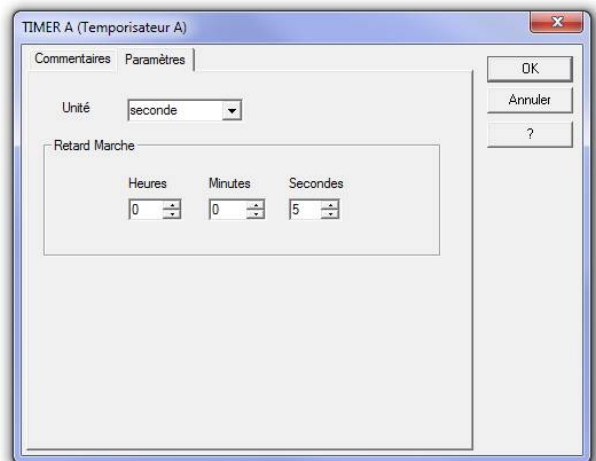 TIMER A (Temporisateur A)
Commentaires Paramètres
OK
Annuler
?
Unité seconde
Retard Marche
Heures Minutes Secondes
0 0 5